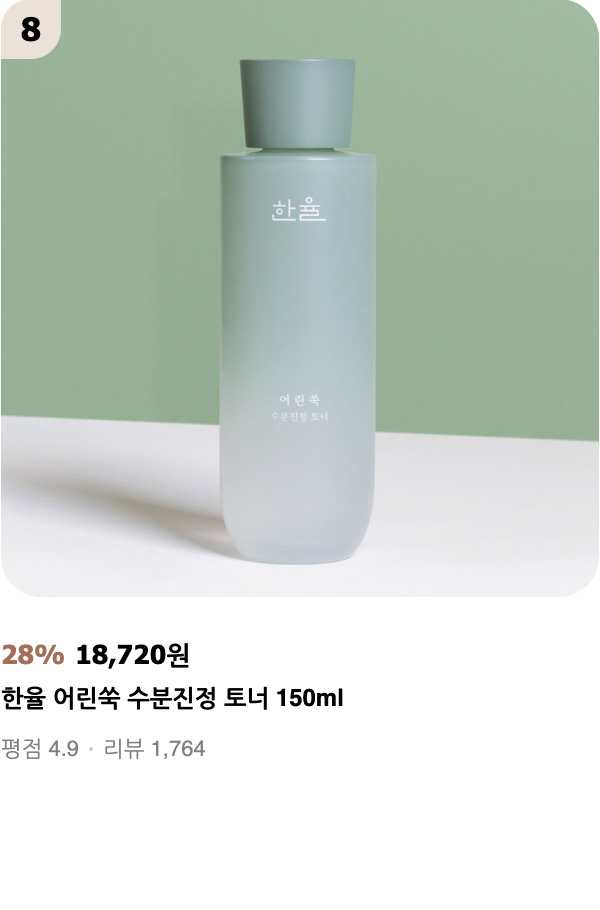 8
한율
어린쑥
수분진정 토너
28% 18,720원
한율 어린쑥 수분진정 토너 150ml
평점 4.9 • 리뷰 1,764